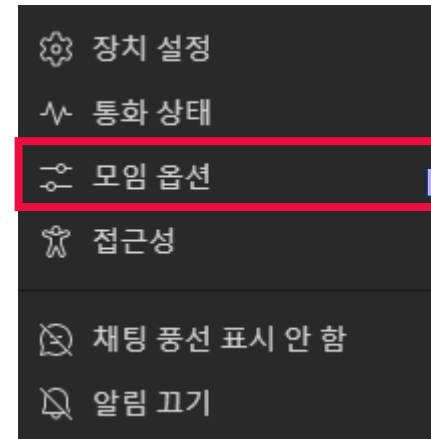 장치 설정
통화 상태
모임 옵션
접근성
채팅 풍선 표시 안 함
알림 끄기